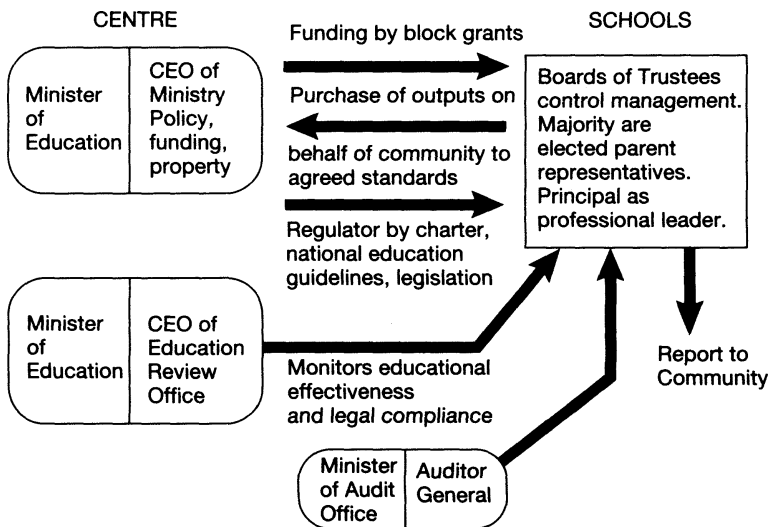 CENTRE
SCHOOLS
Minister
of
Education
CEO of
Ministry
Policy,
funding,
property
Funding by block grants
Purchase of outputs on
behalf of community to
agreed standards
Regulator by charter,
national education
guidelines, legislation
Boards of Trustees
control management.
Majority are
elected parent
representatives.
Principal as
professional leader.
Minister
of
Education
CEO of
Education
Review
Office
Monitors educational
effectiveness
and legal compliance
Report to
Community
Minister
of Audit
Office
Auditor
General